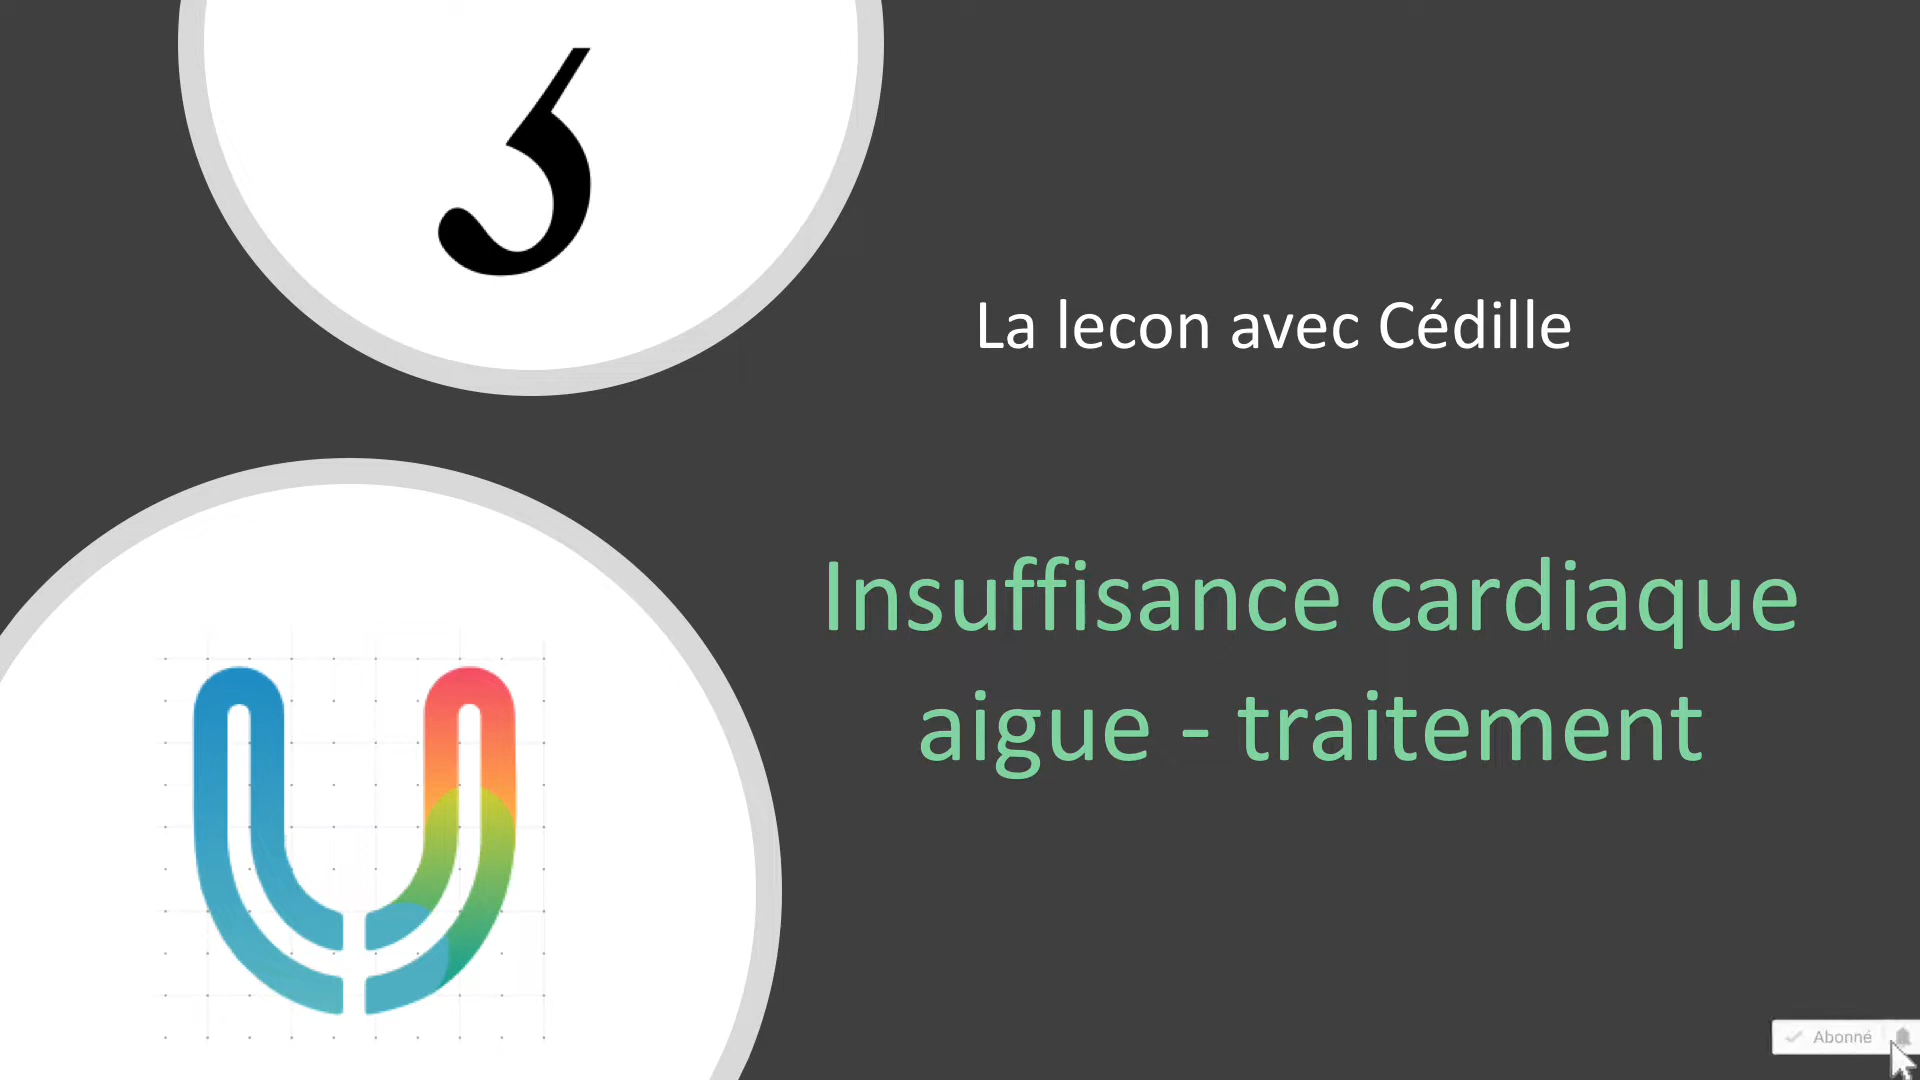 La lecon avec Cédille
Insuffisance cardiaque
aigue - traitement
Abonné